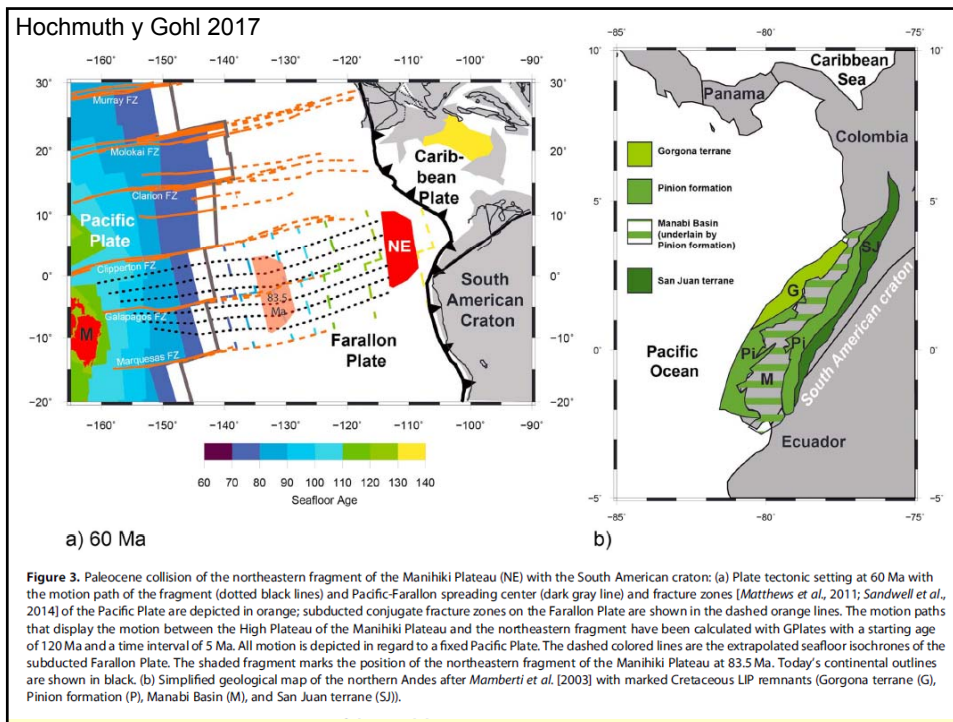 Hochmuth y Gohl 2017
−160° −150° −140° −130° −120° −110° −100° −90°
30°
20°
10°
0°
−10°
−20°
Murray FZ
Molokai FZ
Clarion FZ
Pacific
Plate
Clipperton FZ
Galapagos FZ
M
Marquesas FZ
83.5
Ma
NE
Carib-
bean
Plate
South
American
Craton
Farallon
Plate
−160° −150° −140° −130° −120° −110° −100° −90°
60 70 80 90 100 110 120 130 140
Seafloor Age
a) 60 Ma
−85° −80° −75°
10°
5°
0°
−5°
10°
5°
0°
−5°
Caribbean
Sea
Panama
Colombia
Gorgona terrane
Pinion formation
Manabi Basin
(underlain by
Pinion formation)
San Juan terrane
SJ
G
Pi
Pi
M
South American craton
Pacific
Ocean
Ecuador
−85° −80° −75°
b)
Figure 3. Paleocene collision of the northeastern fragment of the Manihiki Plateau (NE) with the South American craton: (a) Plate tectonic setting at 60 Ma with
the motion path of the fragment (dotted black lines) and Pacific-Farallon spreading center (dark gray line) and fracture zones [Matthews et al., 2011; Sandwell et al.,
2014] of the Pacific Plate are depicted in orange; subducted conjugate fracture zones on the Farallon Plate are shown in the dashed orange lines. The motion paths
that display the motion between the High Plateau of the Manihiki Plateau and the northeastern fragment have been calculated with GPlates with a starting age
of 120 Ma and a time interval of 5 Ma. All motion is depicted in regard to a fixed Pacific Plate. The dashed colored lines are the extrapolated seafloor isochrones of the
subducted Farallon Plate. The shaded fragment marks the position of the northeastern fragment of the Manihiki Plateau at 83.5 Ma. Today's continental outlines
are shown in black. (b) Simplified geological map of the northern Andes after Mamberti et al. [2003] with marked Cretaceous LIP remnants (Gorgona terrane (G),
Pinion formation (P), Manabi Basin (M), and San Juan terrane (SJ)).